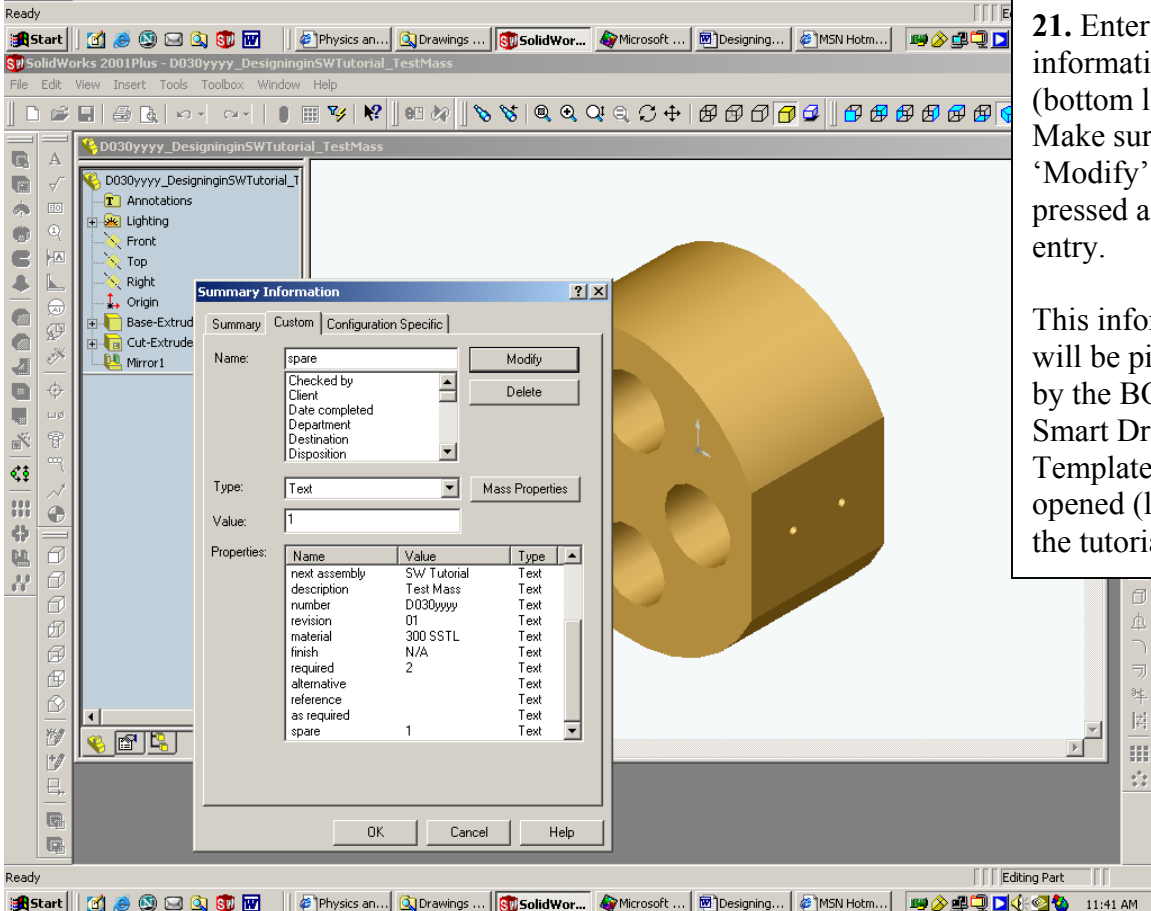 Ready
Start Physics an... Drawings ... SolidWor... Microsoft ... Designing... MSN Hotm...
SolidWorks 2001Plus - D030yyyy_DesigninginSWTutorial_TestMass
File Edit View Insert Tools Toolbox Window Help
D030yyyy_DesigninginSWTutorial_TestMass
D030yyyy_DesigninginSWTutorial_T
Annotations
Lighting
Front
Top
Right
Origin
Base-Extrud
Cut-Extrude
Mirror1
Summary Information
Summary Custom Configuration Specific
Name: spare Modify
Checked by
Client
Date completed
Department
Destination
Disposition
Delete
Type: Text Mass Properties
Value: 1
Properties: Name Value Type
next assembly SW Tutorial Text
description Test Mass Text
number D030yyyy Text
revision 01 Text
material 300 SSTL Text
finish N/A Text
required 2 Text
alternative Text
reference Text
as required Text
spare 1 Text
OK Cancel Help
21. Enter
informati
(bottom l
Make sur
‘Modify’
pressed a
entry.
This info
will be pi
by the BO
Smart Dr
Template
opened (l
the tutoria
Ready Editing Part
Start Physics an... Drawings ... SolidWor... Microsoft ... Designing... MSN Hotm... 11:41 AM